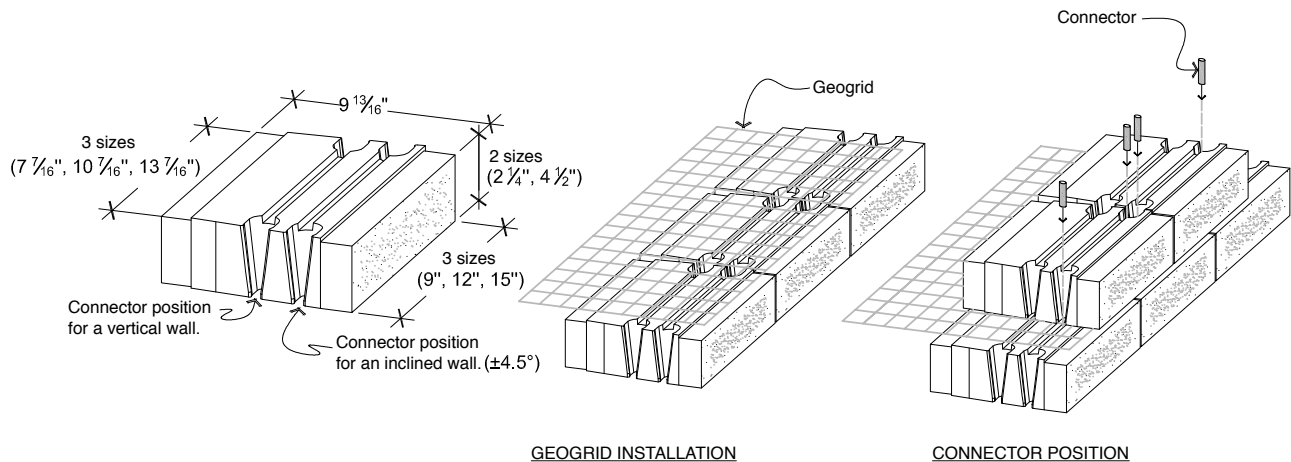 Connector
9 13/16"
Geogrid
3 sizes
(7 7/16", 10 7/16", 13 7/16")
2 sizes
(2 1/4", 4 1/2")
3 sizes
(9", 12", 15")
Connector position
for a vertical wall.
Connector position
for an inclined wall. (±4.5°)
GEOGRID INSTALLATION
CONNECTOR POSITION